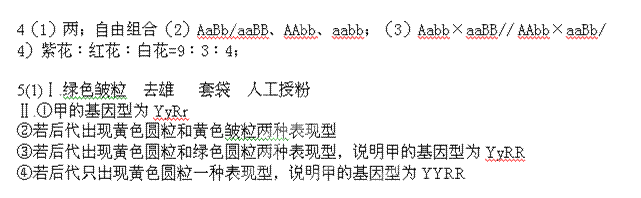 4（1）两；自由组合（2）AaBb/aaBB、AAbb、aabb；（3）Aabb×aaBB//AAbb×aaBb/
4）紫花：红花：白花=9：3：4；
5(1)Ⅰ.绿色皱粒 去雄 套袋 人工授粉
Ⅱ.①甲的基因型为 YyRr
②若后代出现黄色圆粒和黄色皱粒两种表现型
③若后代出现黄色圆粒和绿色圆粒两种表现型，说明甲的基因型为 YyRR
④若后代只出现黄色圆粒一种表现型，说明甲的基因型为 YYRR